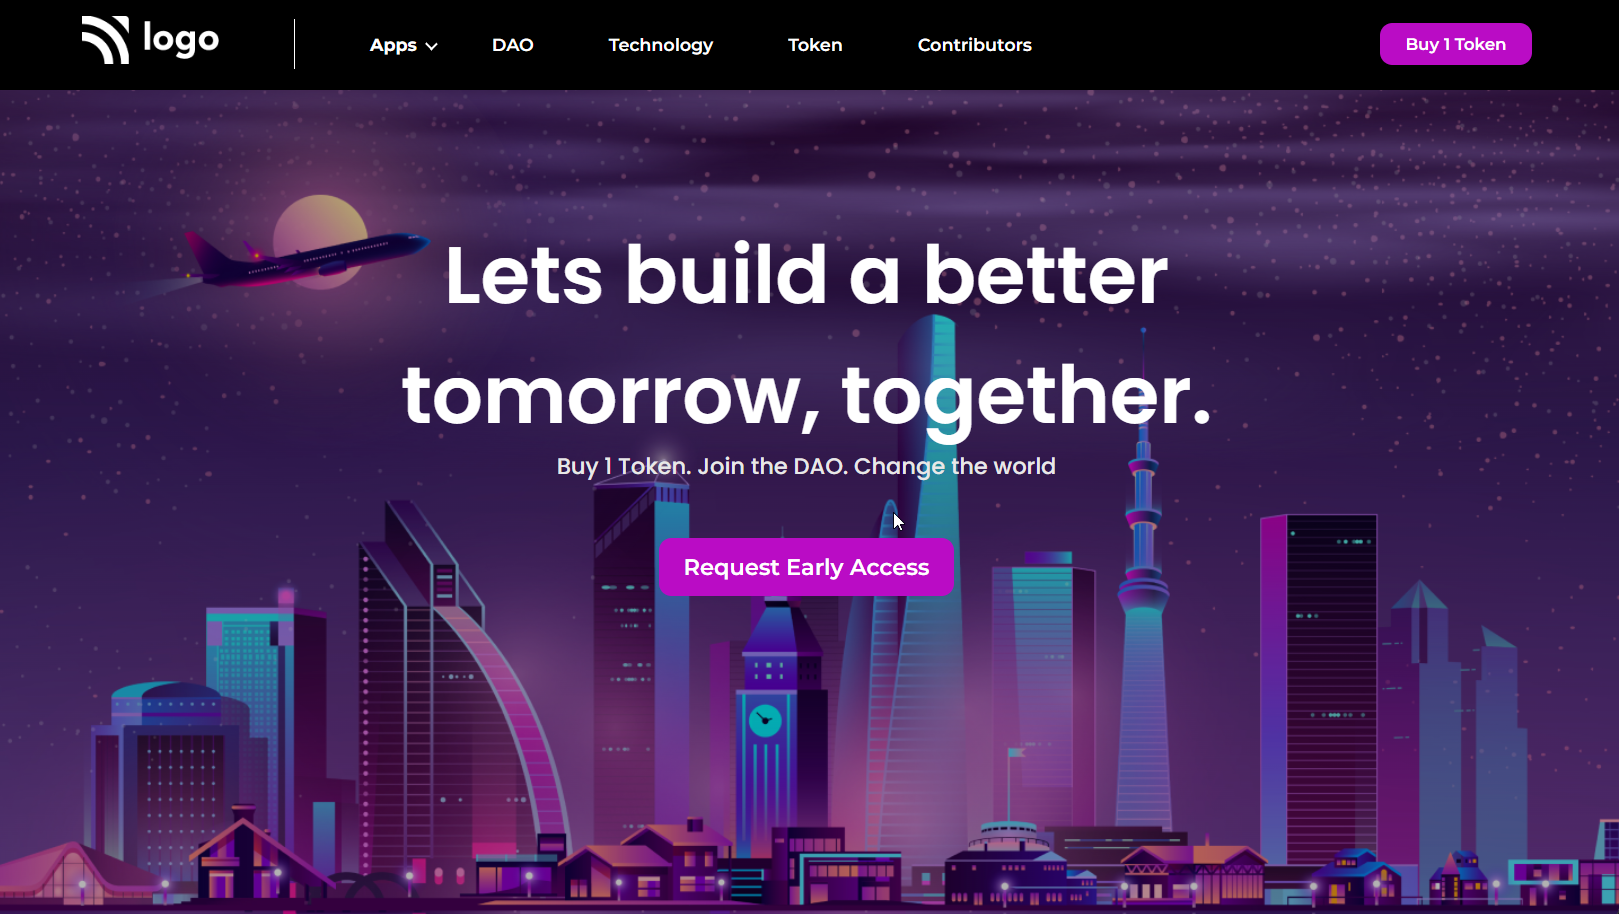 logo
Apps
DAO
Technology
Token
Contributors
Buy 1 Token
Lets build a better
tomorrow, together.
Buy 1 Token. Join the DAO. Change the world
Request Early Access